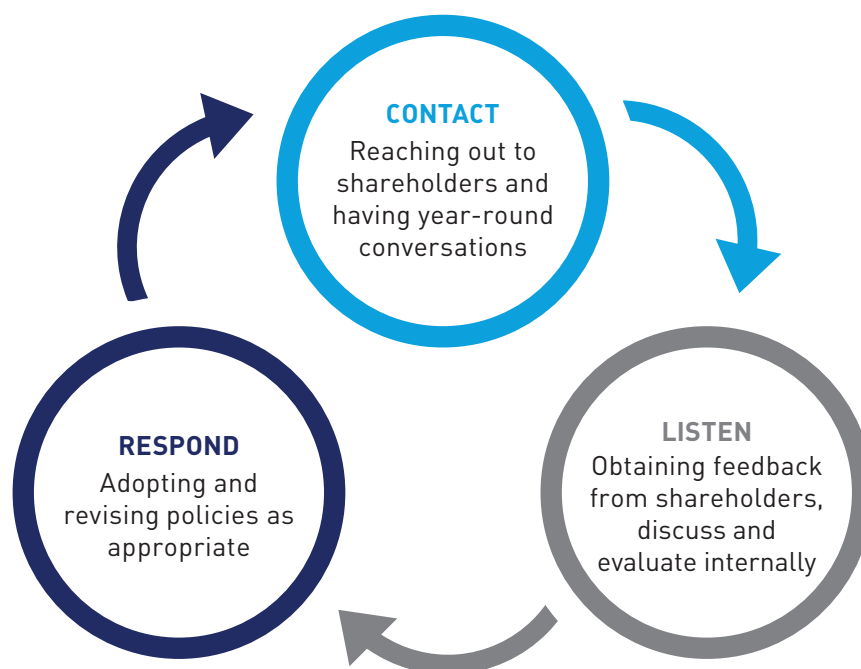 CONTACT
Reaching out to
shareholders and
having year-round
conversations
LISTEN
Obtaining feedback
from shareholders,
discuss and
evaluate internally
RESPOND
Adopting and
revising policies as
appropriate